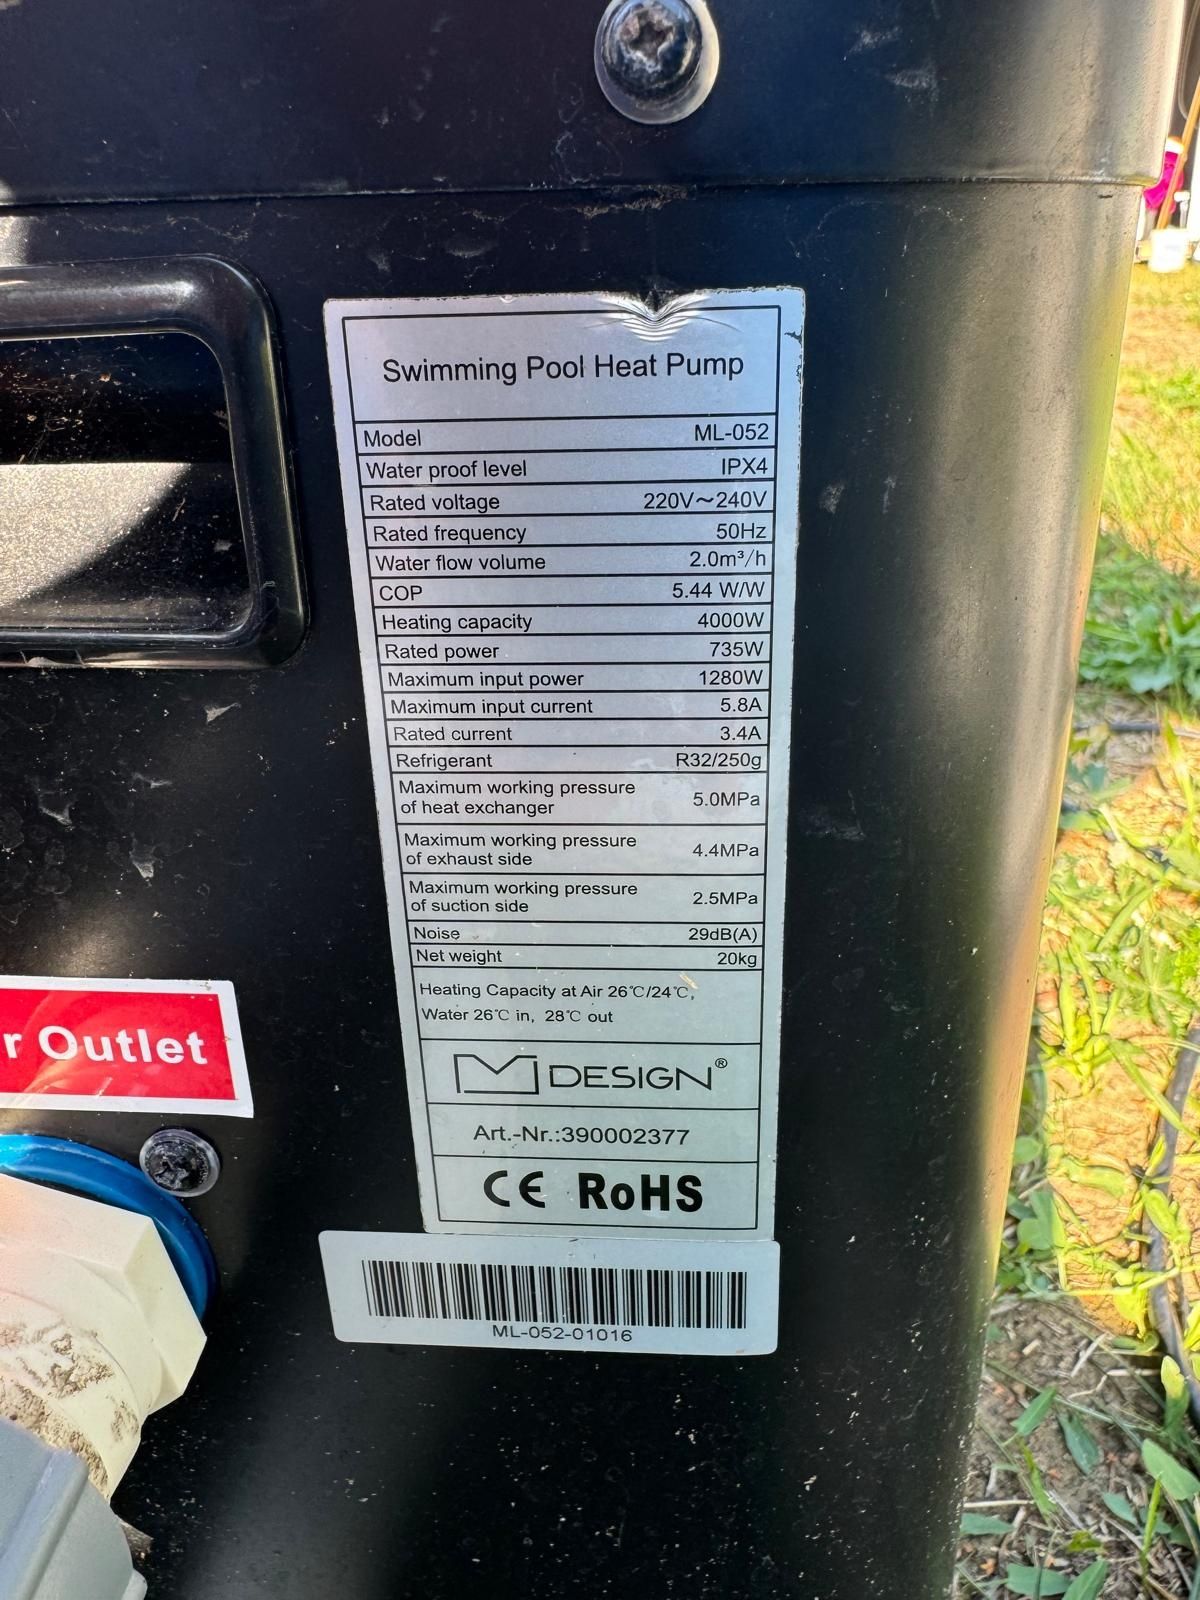 Swimming Pool Heat Pump
Model ML-052
Water proof level IPX4
Rated voltage 220V～240V
Rated frequency 50Hz
Water flow volume 2.0m³/h
COP 5.44 W/W
Heating capacity 4000W
Rated power 735W
Maximum input power 1280W
Maximum input current 5.8A
Rated current 3.4A
Refrigerant R32/250g
Maximum working pressure
of heat exchanger 5.0MPa
Maximum working pressure
of exhaust side 4.4MPa
Maximum working pressure
of suction side 2.5MPa
Noise 29dB(A)
Net weight 20kg
Heating Capacity at Air 26℃/24℃,
Water 26℃ in, 28℃ out
DESIGN®
Art.-Nr.:390002377
CE RoHS
ML-052-01016
r Outlet